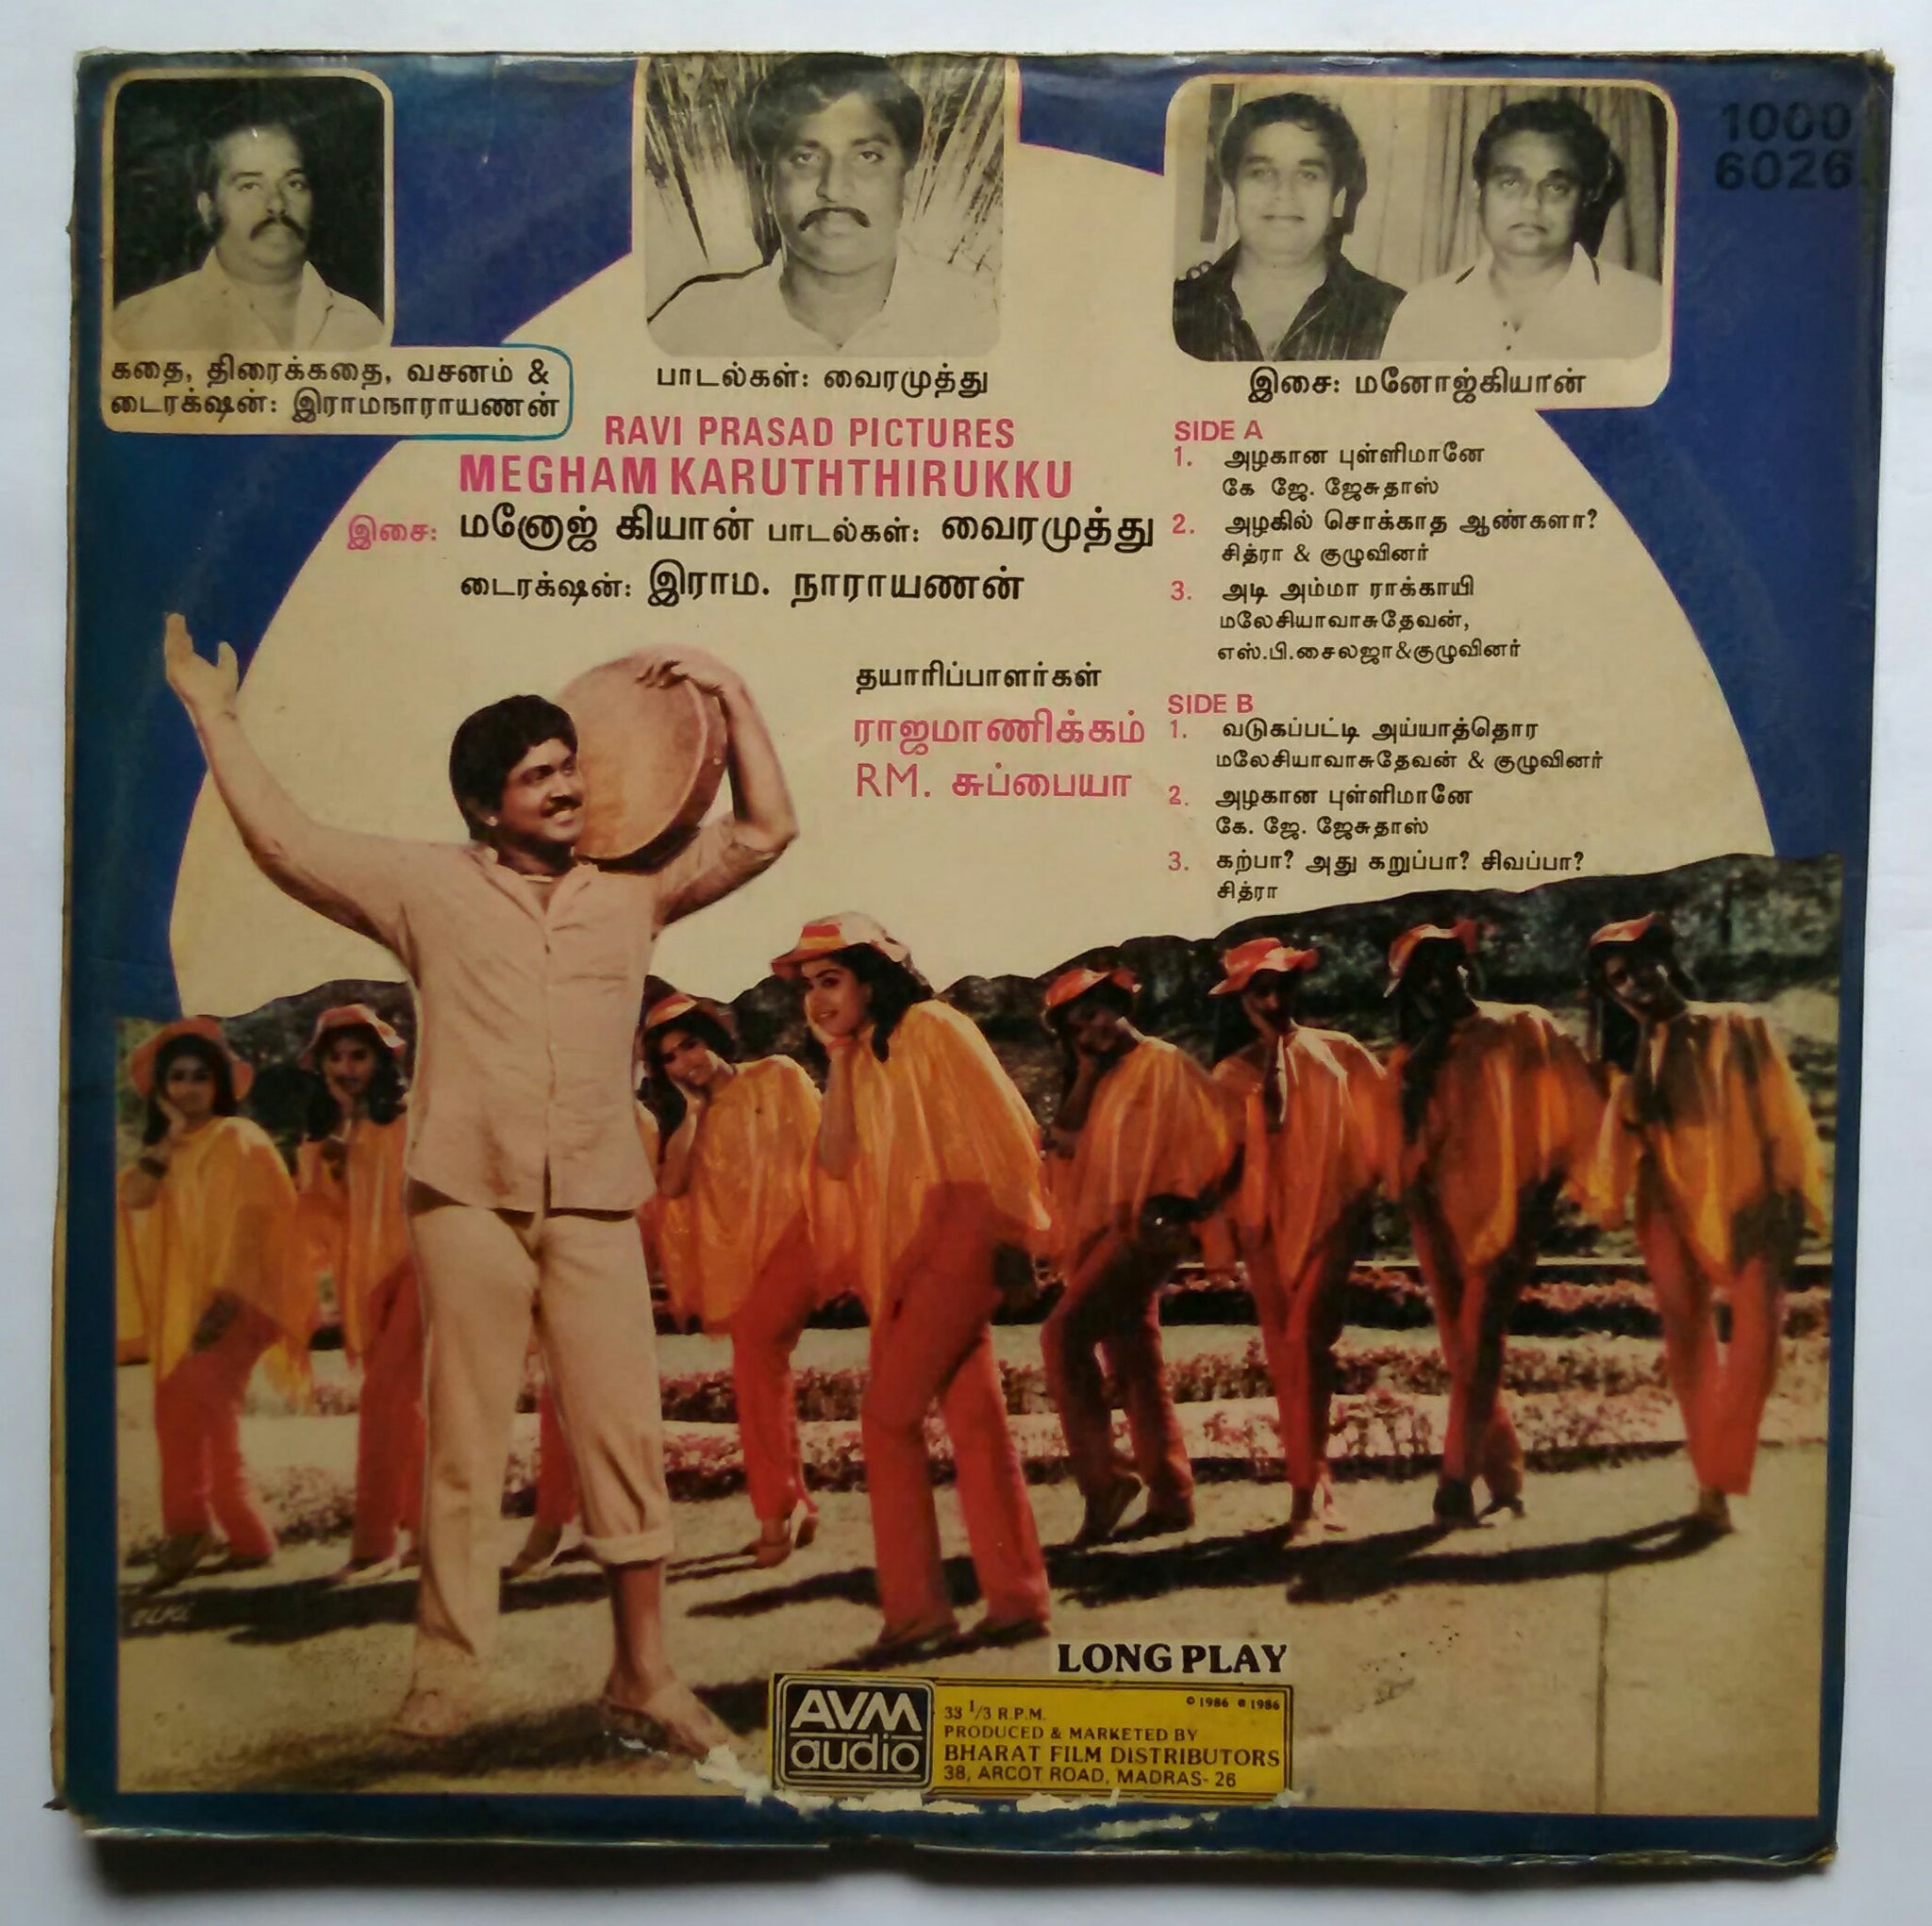 1000
6026
கதை, திரைக்கதை, வசனம் &
டைரக்ஷன்: இராமநாராயணன்
பாடல்கள்: வைரமுத்து
இசை: மனோஜ்கியான்
RAVI PRASAD PICTURES
MEGHAM KARUTHTHIRUKKU
இசை: மனோஜ் கியான் பாடல்கள்: வைரமுத்து
டைரக்ஷன்: இராம. நாராயணன்
தயாரிப்பாளர்கள்
ராஜமாணிக்கம்
RM. சுப்பையா
SIDE A
1. அழகான புள்ளிமானே
கே ஜே. ஜேசுதாஸ்
2. அழகில் சொக்காத ஆண்களா?
சித்ரா & குழுவினர்
3. அடி அம்மா ராக்காயி
மலேசியாவாசுதேவன்,
எஸ்.பி.சைலஜா&குழுவினர்
SIDE B
1. வடுகப்பட்டி அய்யாத்தொர
மலேசியாவாசுதேவன் & குழுவினர்
2. அழகான புள்ளிமானே
கே. ஜே. ஜேசுதாஸ்
3. கற்பா? அது கறுப்பா? சிவப்பா?
சித்ரா
LONG PLAY
AVM
audio
© 1986 ℗ 1986
33 1/3 R.P.M.
PRODUCED & MARKETED BY
BHARAT FILM DISTRIBUTORS
38, ARCOT ROAD, MADRAS- 26